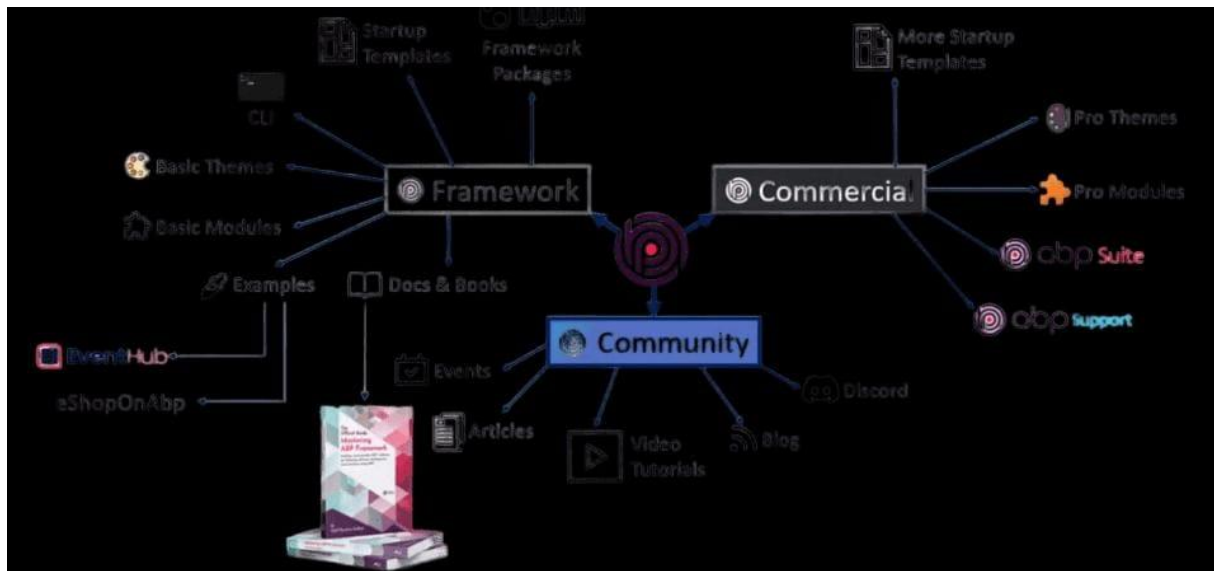 Startup
Templates
Framework
Packages
More Startup
Templates
CLI
Pro Themes
Basic Themes
Framework
Commercial
Pro Modules
Basic Modules
abp Suite
Examples
Docs & Books
abp Support
Community
EventHub
Events
Discord
eShopOnAbp
Articles
Video
Tutorials
Blog
Mastering
ABP Framework